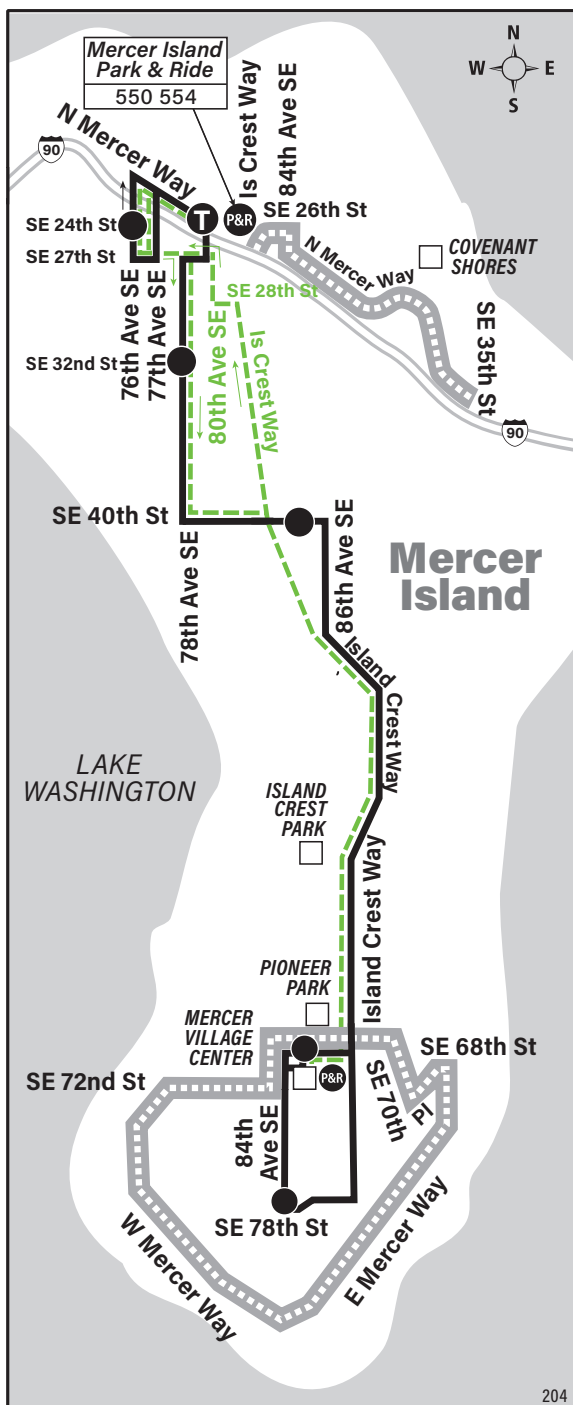 Mercer Island
Park & Ride
550 554
N
W
E
S
N Mercer Way
Is Crest Way
84th Ave SE
90
SE 24th St
T
P&R
SE 26th St
N Mercer Way
COVENANT
SHORES
SE 27th St
76th Ave SE
77th Ave SE
SE 28th St
SE 35th St
SE 32nd St
80th Ave SE
Is Crest Way
90
SE 40th St
78th Ave SE
86th Ave SE
Mercer
Island
Island
Crest Way
LAKE
WASHINGTON
ISLAND
CREST
PARK
Island Crest Way
PIONEER
PARK
MERCER
VILLAGE
CENTER
SE 68th St
SE 72nd St
P&R
SE 70th
Pl
84th
Ave SE
SE 78th St
W Mercer Way
E Mercer Way
204